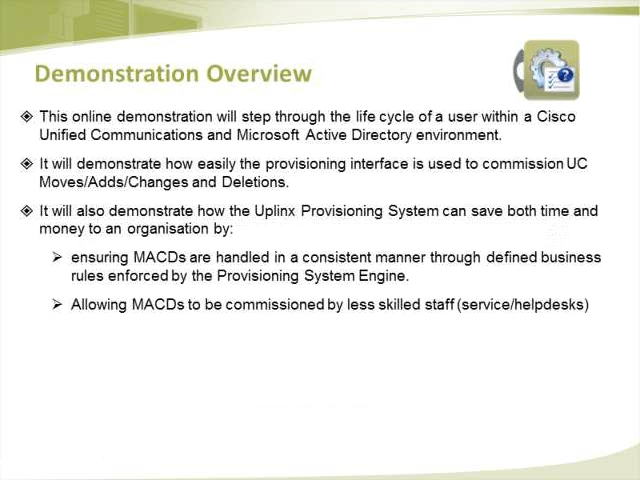 Demonstration Overview
This online demonstration will step through the life cycle of a user within a Cisco
Unified Communications and Microsoft Active Directory environment.
It will demonstrate how easily the provisioning interface is used to commission UC
Moves/Adds/Changes and Deletions.
It will also demonstrate how the Uplinx Provisioning System can save both time and
money to an organisation by:
ensuring MACDs are handled in a consistent manner through defined business
rules enforced by the Provisioning System Engine.
Allowing MACDs to be commissioned by less skilled staff (service/helpdesks)